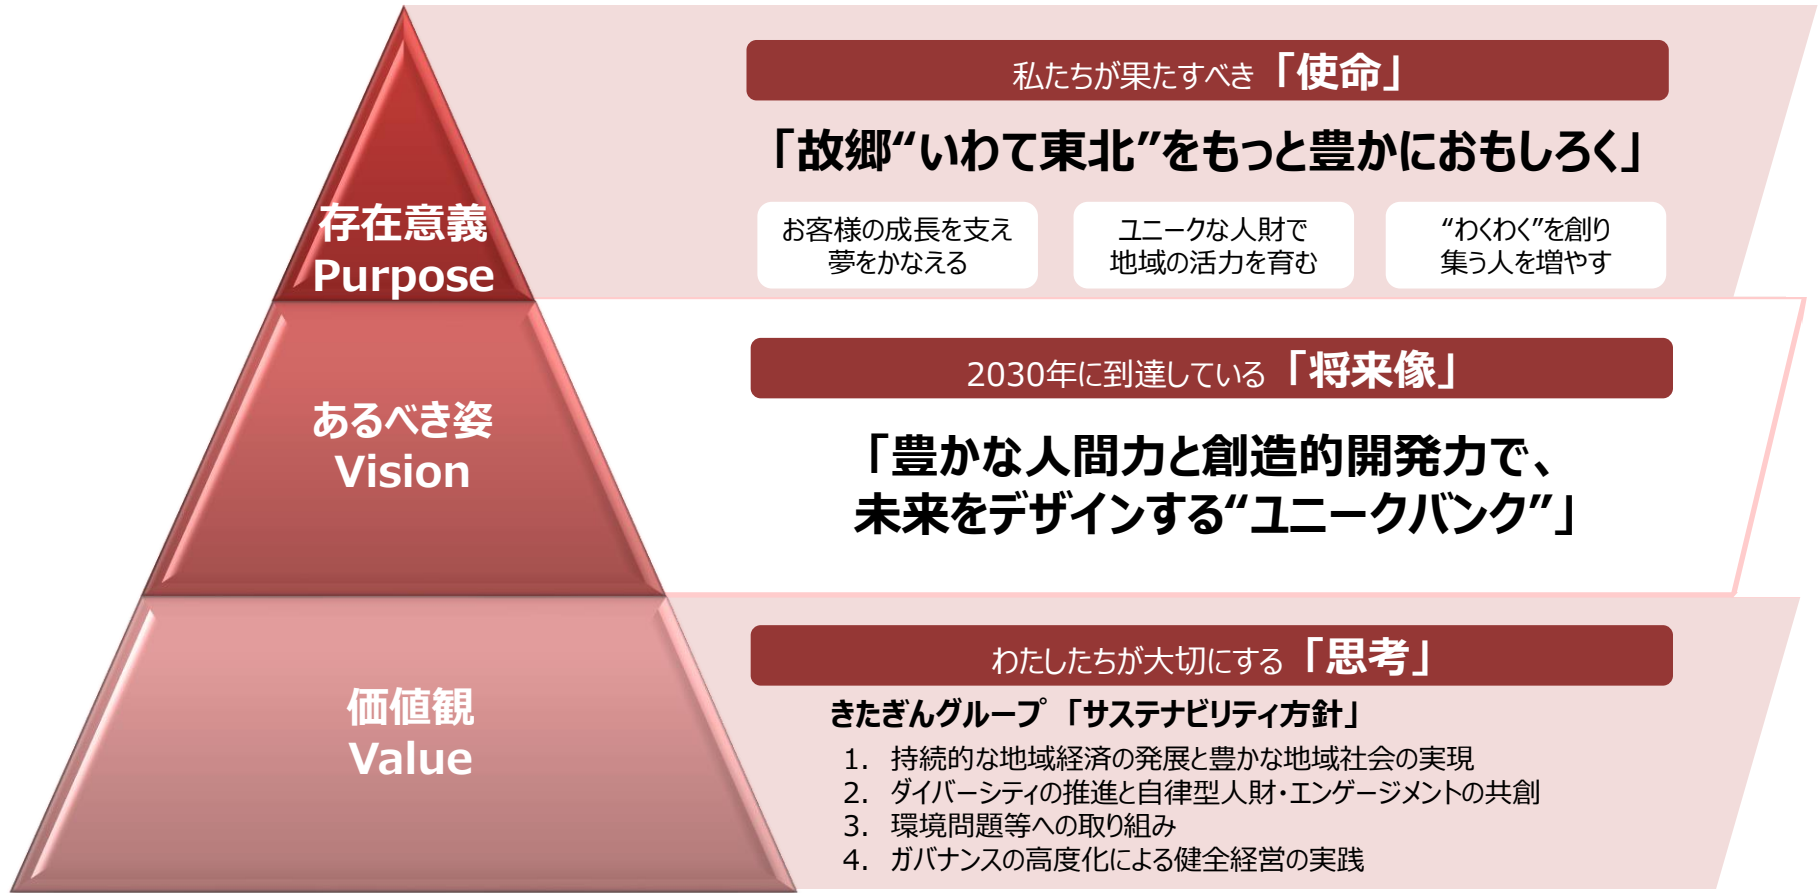 存在意義
Purpose
私たちが果たすべき「使命」
「故郷“いわて東北”をもっと豊かにおもしろく」
お客様の成長を支え
夢をかなえる
ユニークな人財で
地域の活力を育む
“わくわく”を創り
集う人を増やす
あるべき姿
Vision
2030年に到達している「将来像」
「豊かな人間力と創造的開発力で、
未来をデザインする“ユニークバンク”」
価値観
Value
わたしたちが大切にする「思考」
きたぎんグループ「サステナビリティ方針」
1. 持続的な地域経済の発展と豊かな地域社会の実現
2. ダイバーシティの推進と自律型人財・エンゲージメントの共創
3. 環境問題等への取り組み
4. ガバナンスの高度化による健全経営の実践